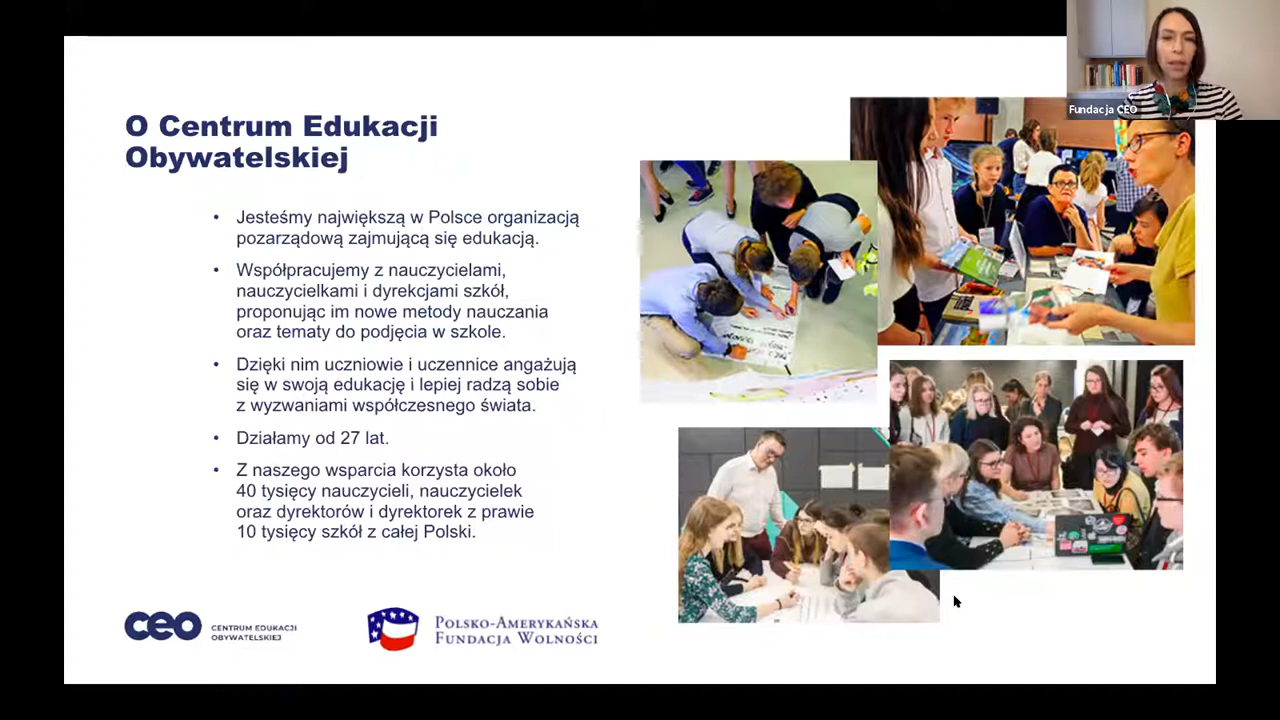 Fundacja CEO
O Centrum Edukacji
Obywatelskiej
• Jesteśmy największą w Polsce organizacją
pozarządową zajmującą się edukacją.
• Współpracujemy z nauczycielami,
nauczycielkami i dyrekcjami szkół,
proponując im nowe metody nauczania
oraz tematy do podjęcia w szkole.
• Dzięki nim uczniowie i uczennice angażują
się w swoją edukację i lepiej radzą sobie
z wyzwaniami współczesnego świata.
• Działamy od 27 lat.
• Z naszego wsparcia korzysta około
40 tysięcy nauczycieli, nauczycielek
oraz dyrektorów i dyrektorek z prawie
10 tysięcy szkół z całej Polski.
ceo CENTRUM EDUKACJI
OBYWATELSKIEJ
POLSKO-AMERYKAŃSKA
FUNDACJA WOLNOŚCI